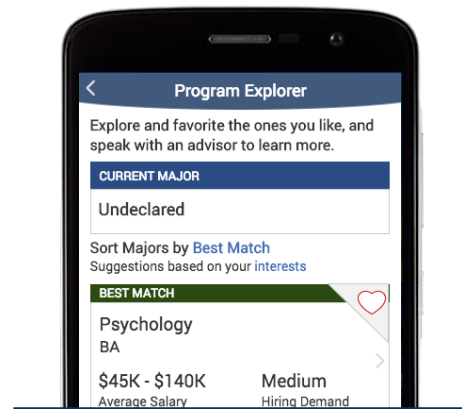 Program Explorer
Explore and favorite the ones you like, and
speak with an advisor to learn more.
CURRENT MAJOR
Undeclared
Sort Majors by Best Match
Suggestions based on your interests
BEST MATCH
Psychology
BA
$45K - $140K Medium
Average Salary Hiring Demand